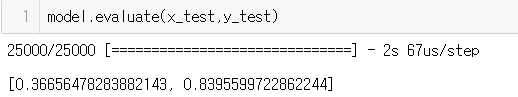 1 model.evaluate(x_test,y_test)
25000/25000 [==============================] - 2s 67us/step
[0.36656478283882143, 0.8395599722862244]